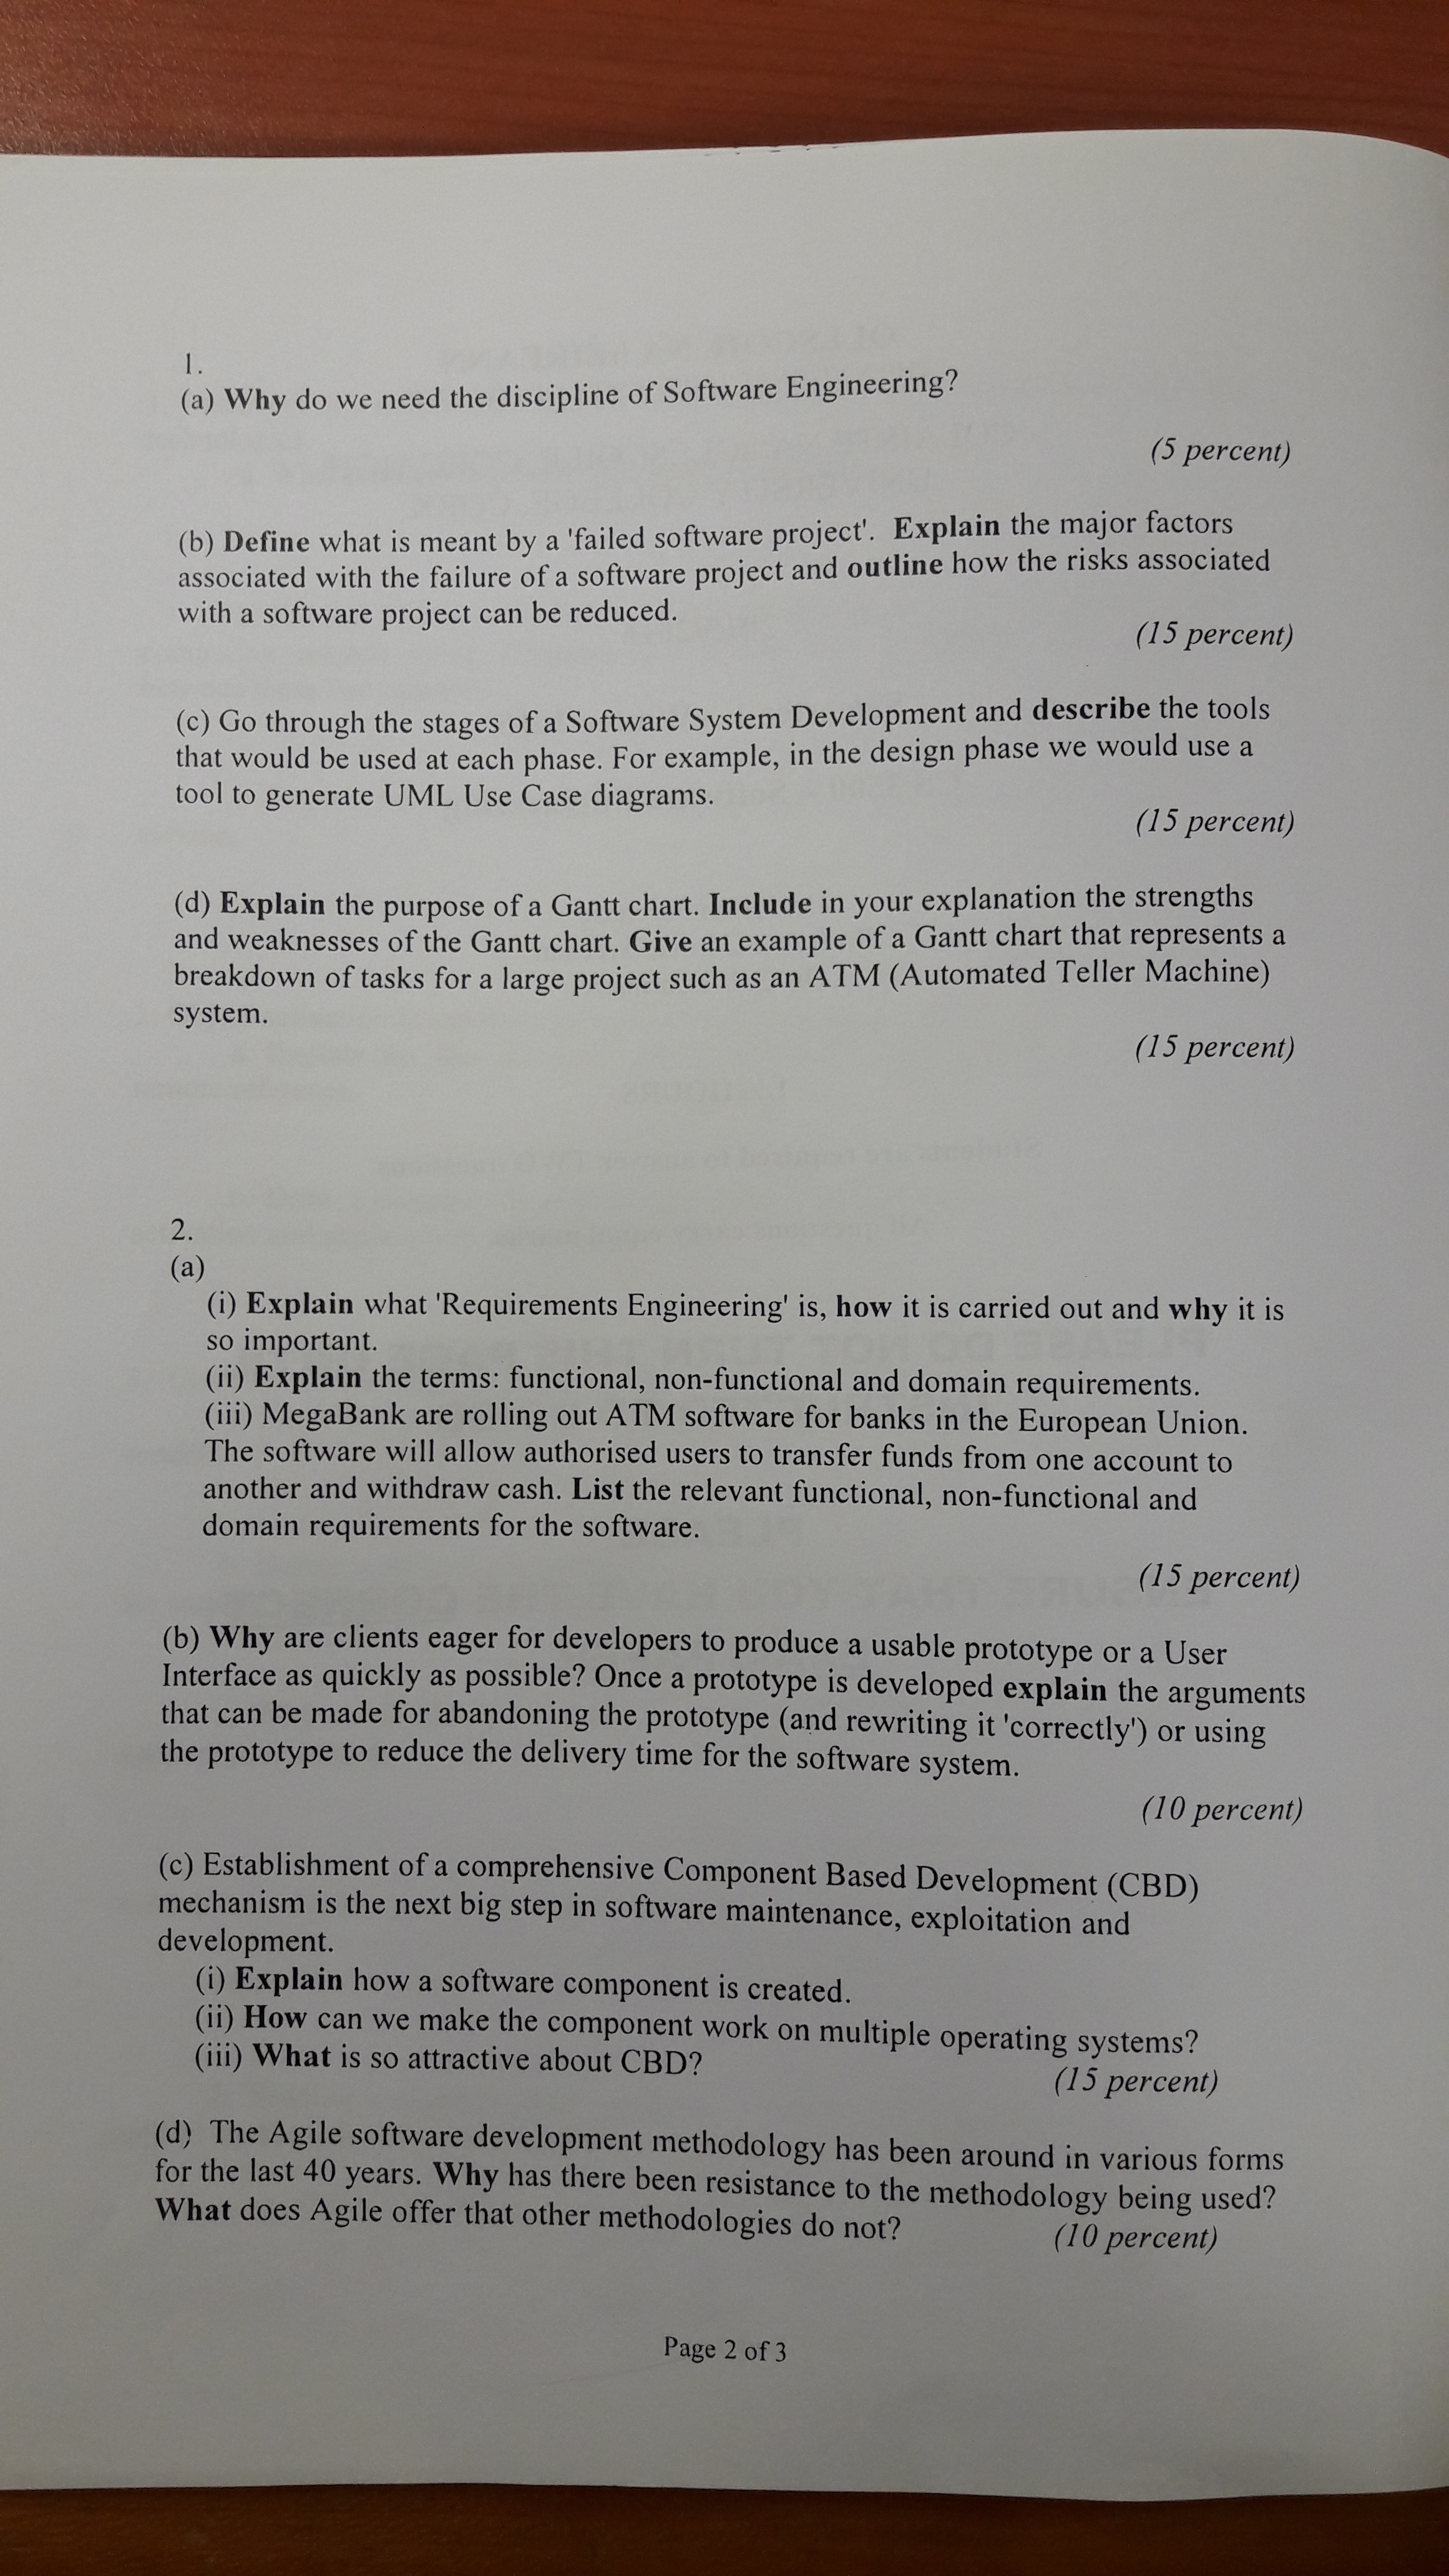 1.
(a) Why do we need the discipline of Software Engineering?
(5 percent)
(b) Define what is meant by a 'failed software project'. Explain the major factors
associated with the failure of a software project and outline how the risks associated
with a software project can be reduced.
(15 percent)
(c) Go through the stages of a Software System Development and describe the tools
that would be used at each phase. For example, in the design phase we would use a
tool to generate UML Use Case diagrams.
(15 percent)
(d) Explain the purpose of a Gantt chart. Include in your explanation the strengths
and weaknesses of the Gantt chart. Give an example of a Gantt chart that represents a
breakdown of tasks for a large project such as an ATM (Automated Teller Machine)
system.
(15 percent)
2.
(a)
(i) Explain what 'Requirements Engineering' is, how it is carried out and why it is
so important.
(ii) Explain the terms: functional, non-functional and domain requirements.
(iii) MegaBank are rolling out ATM software for banks in the European Union.
The software will allow authorised users to transfer funds from one account to
another and withdraw cash. List the relevant functional, non-functional and
domain requirements for the software.
(15 percent)
(b) Why are clients eager for developers to produce a usable prototype or a User
Interface as quickly as possible? Once a prototype is developed explain the arguments
that can be made for abandoning the prototype (and rewriting it 'correctly') or using
the prototype to reduce the delivery time for the software system.
(10 percent)
(c) Establishment of a comprehensive Component Based Development (CBD)
mechanism is the next big step in software maintenance, exploitation and
development.
(i) Explain how a software component is created.
(ii) How can we make the component work on multiple operating systems?
(iii) What is so attractive about CBD?
(15 percent)
(d) The Agile software development methodology has been around in various forms
for the last 40 years. Why has there been resistance to the methodology being used?
What does Agile offer that other methodologies do not?
(10 percent)
Page 2 of 3